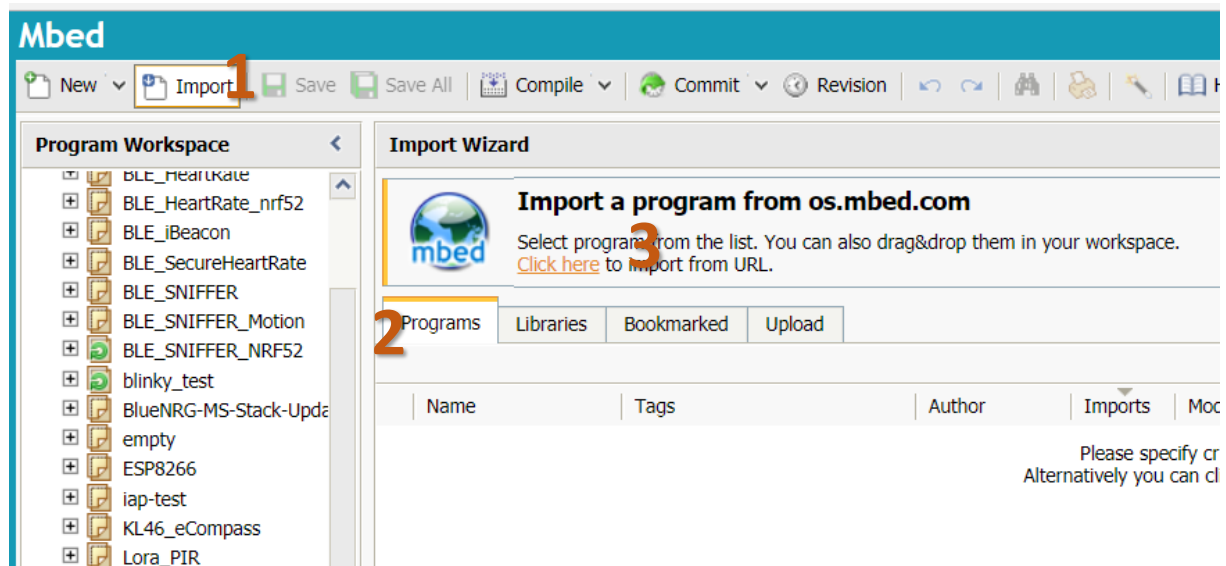 Mbed
New Import 1 Save Save All Compile Commit Revision H
Program Workspace
BLE_HeartRate
BLE_HeartRate_nrf52
BLE_iBeacon
BLE_SecureHeartRate
BLE_SNIFFER
BLE_SNIFFER_Motion
BLE_SNIFFER_NRF52
blinky_test
BlueNRG-MS-Stack-Upda
empty
ESP8266
iap-test
KL46_eCompass
Lora_PIR
Import Wizard
mbed
Import a program from os.mbed.com
Select program from the list. You can also drag&drop them in your workspace.
3
Click here to import from URL.
2
Programs Libraries Bookmarked Upload
Name Tags Author Imports Mod
Please specify cr
Alternatively you can cli